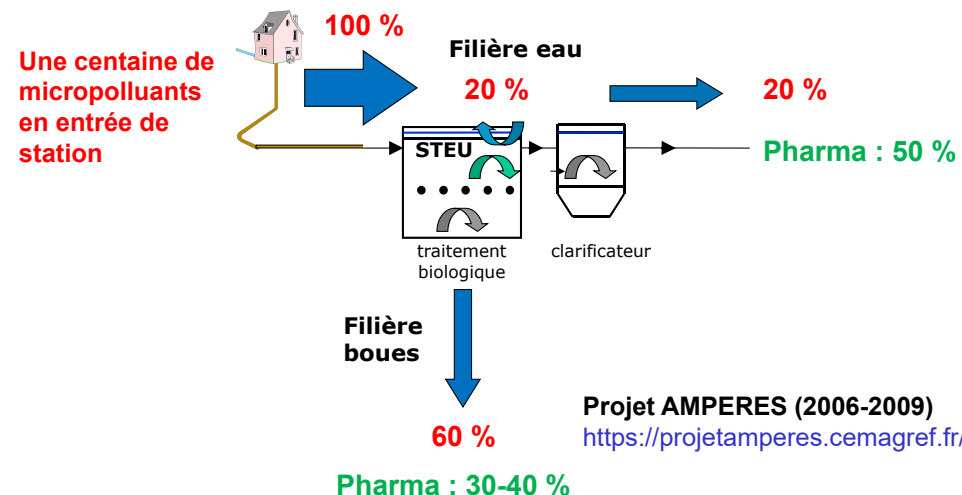 100 %
Une centaine de
micropolluants
en entrée de
station
Filière eau
20 %
20 %
STEU
Pharma : 50 %
traitement
biologique
clarificateur
Filière
boues
60 %
Pharma : 30-40 %
Projet AMPERES (2006-2009)
https://projetamperes.cemagref.fr/